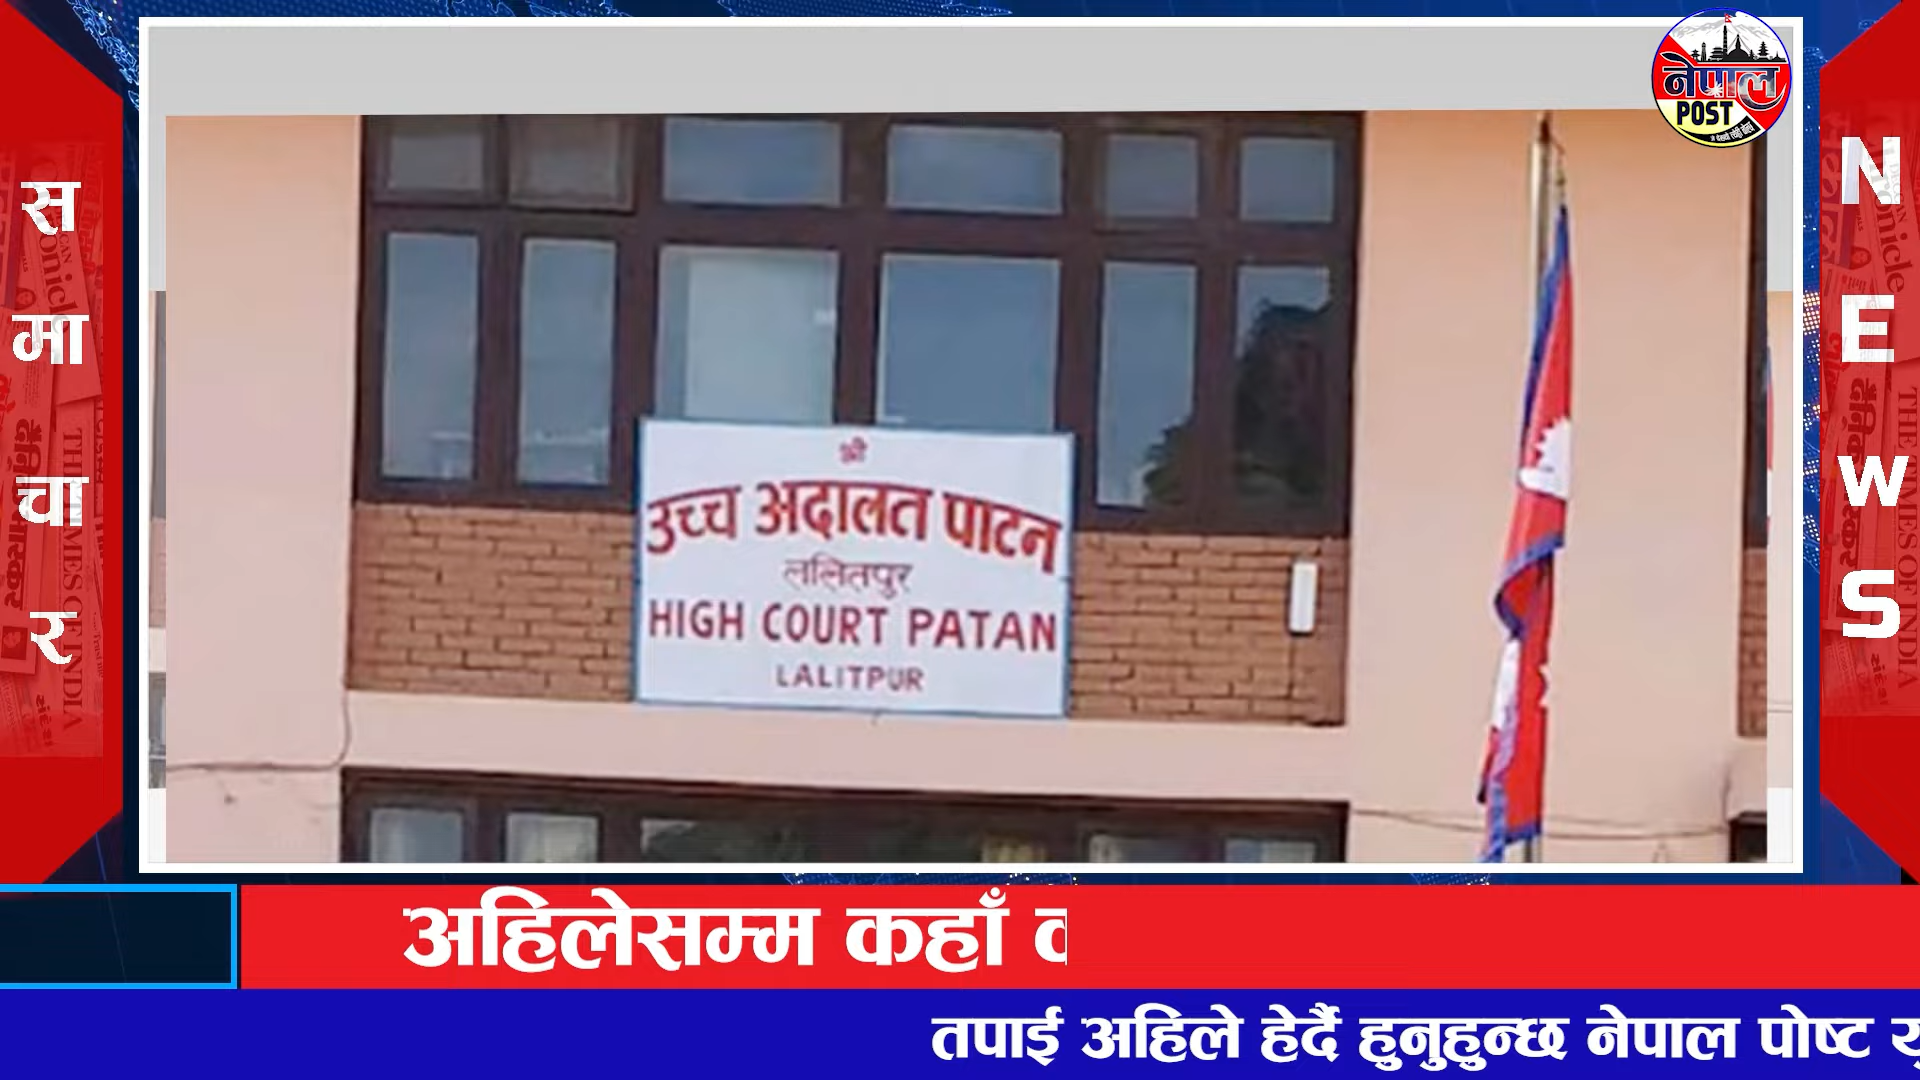 नेपाल
POST
स
मा
चा
र
N
E
W
S
श्री
उच्च अदालत पाटन
ललितपुर
HIGH COURT PATAN
LALITPUR
अहिलेसम्म कहाँ
तपाई अहिले हेर्दै हुनुहुन्छ नेपाल पोष्ट